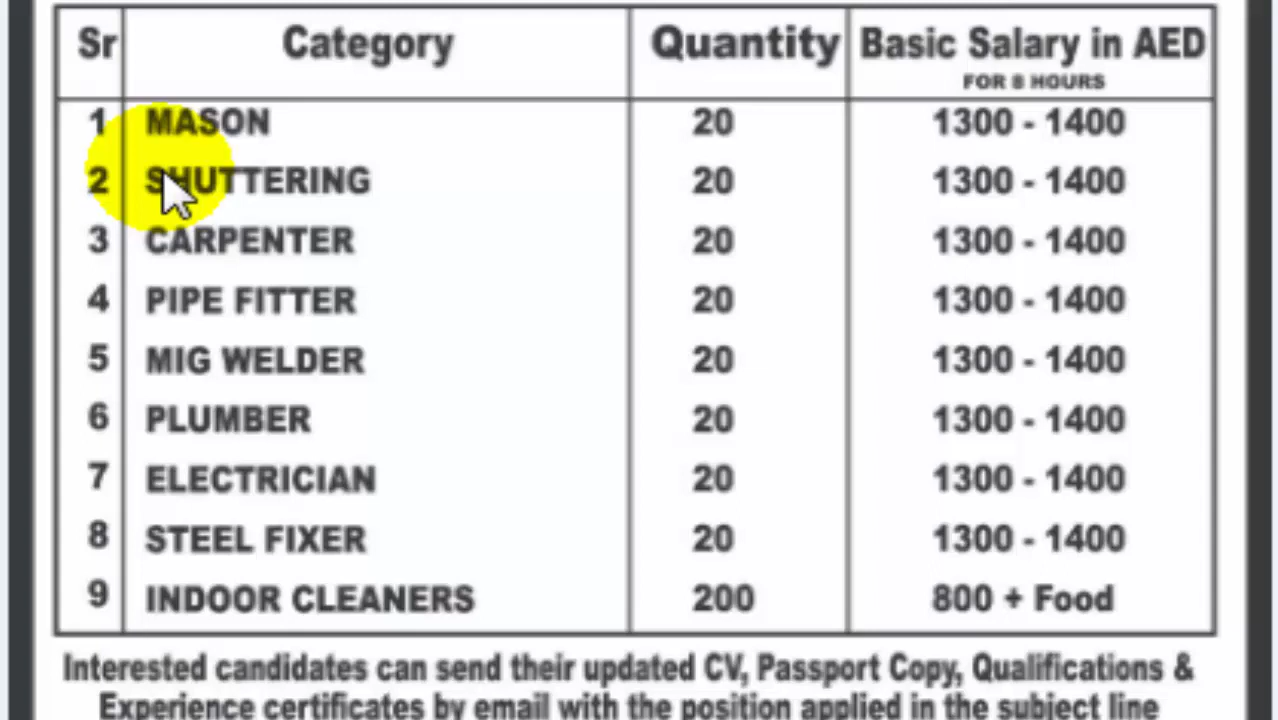 Sr Category Quantity Basic Salary in AED
FOR 8 HOURS
1 MASON 20 1300 - 1400
2 SHUTTERING 20 1300 - 1400
3 CARPENTER 20 1300 - 1400
4 PIPE FITTER 20 1300 - 1400
5 MIG WELDER 20 1300 - 1400
6 PLUMBER 20 1300 - 1400
7 ELECTRICIAN 20 1300 - 1400
8 STEEL FIXER 20 1300 - 1400
9 INDOOR CLEANERS 200 800 + Food
Interested candidates can send their updated CV, Passport Copy, Qualifications &
Experience certificates by email with the position applied in the subject line